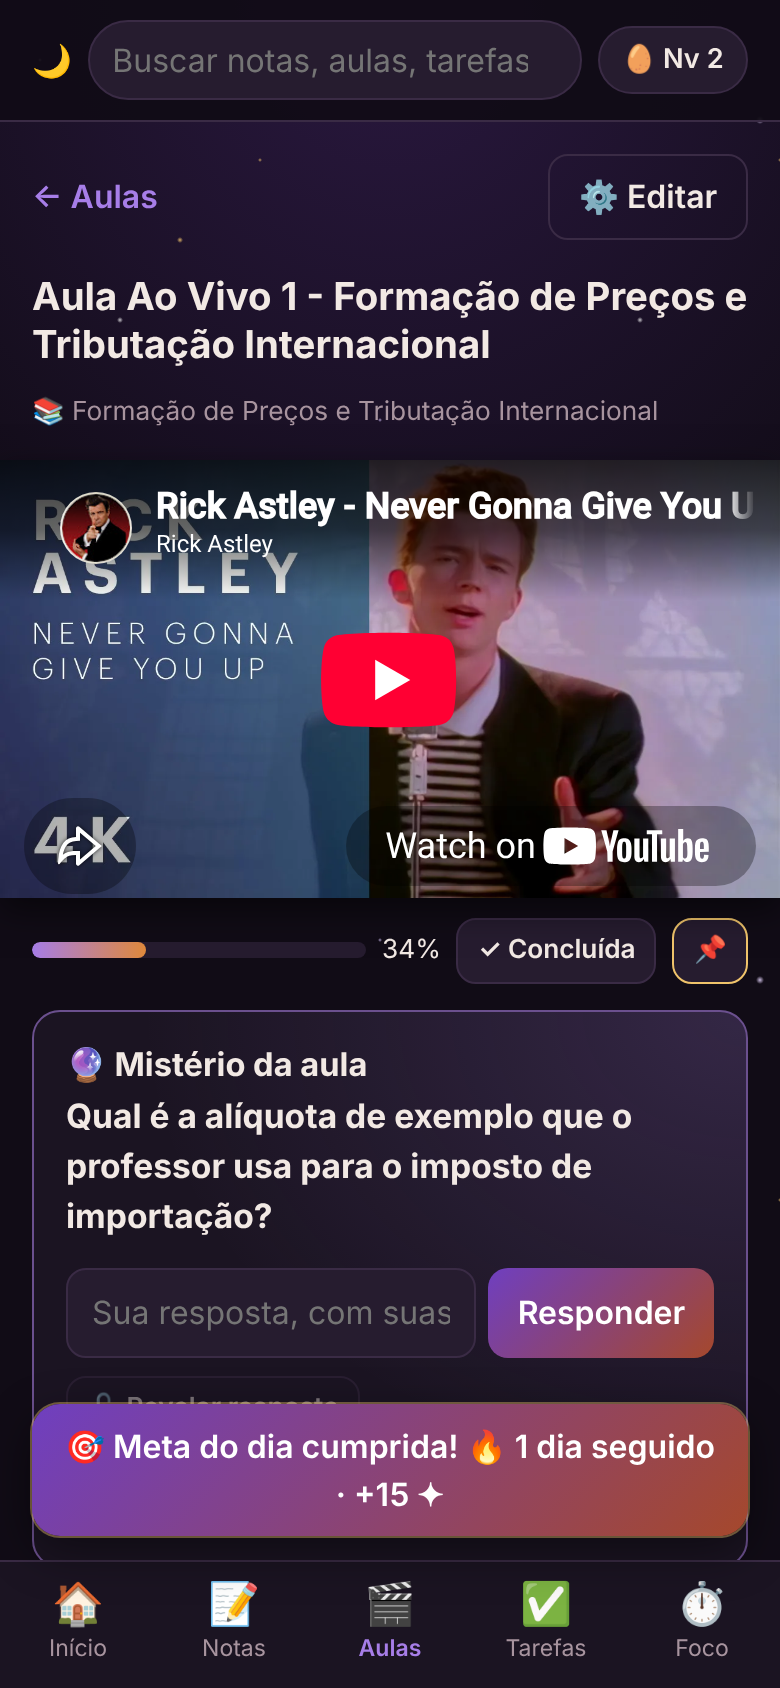 Buscar notas, aulas, tarefas
Nv 2
← Aulas
Editar
Aula Ao Vivo 1 - Formação de Preços e
Tributação Internacional
Formação de Preços e Tributação Internacional
Rick Astley - Never Gonna Give You U
Rick Astley
RICK
ASTLEY
NEVER GONNA
GIVE YOU UP
4K
Watch on YouTube
34%
✓ Concluída
Mistério da aula
Qual é a alíquota de exemplo que o
professor usa para o imposto de
importação?
Sua resposta, com suas
Responder
Revelar resposta
Meta do dia cumprida! 🔥 1 dia seguido
· +15 ✦
Início
Notas
Aulas
Tarefas
Foco